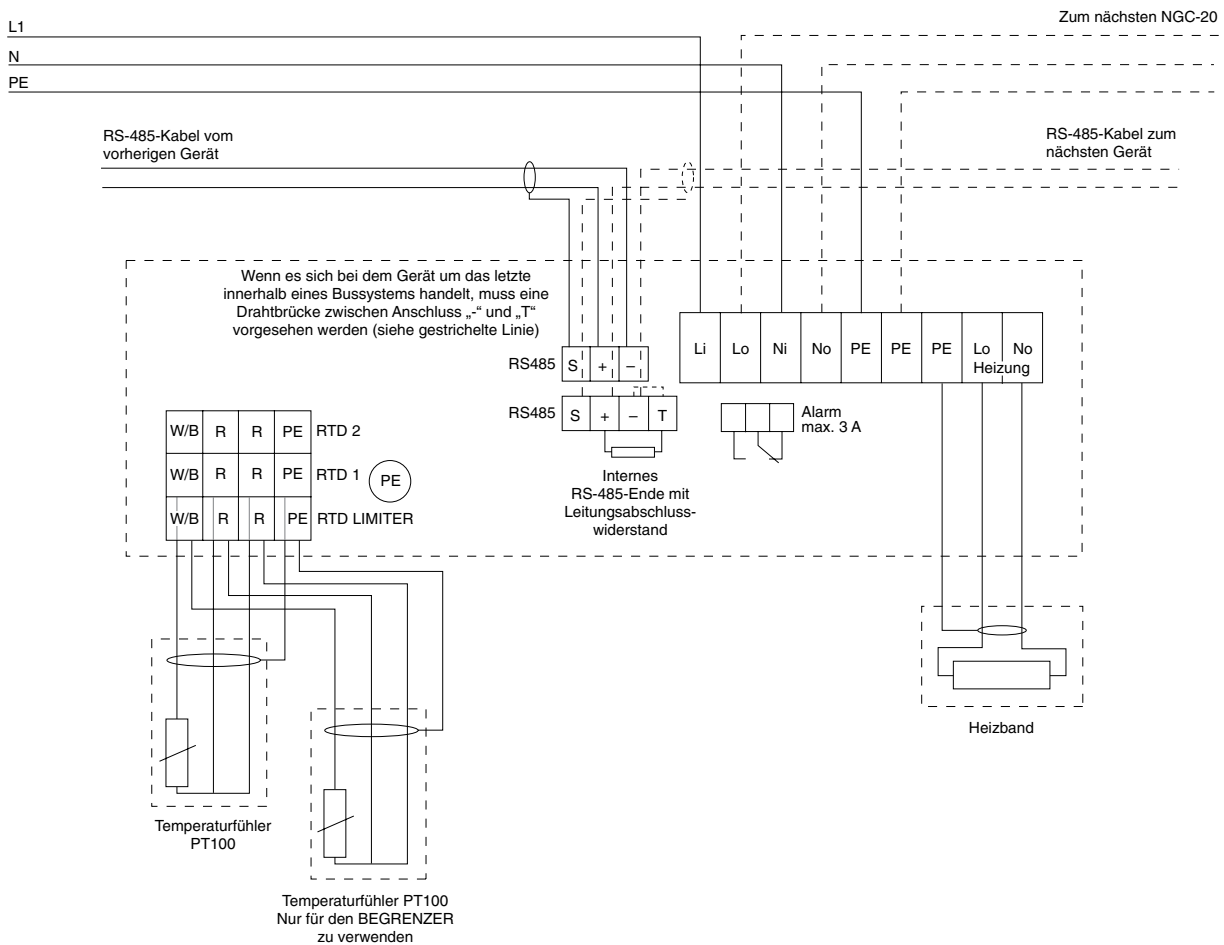 Zum nächsten NGC-20
L1
N
PE
RS-485-Kabel vom
vorherigen Gerät
RS-485-Kabel zum
nächsten Gerät
Wenn es sich bei dem Gerät um das letzte
innerhalb eines Bussystems handelt, muss eine
Drahtbrücke zwischen Anschluss „-“ und „T“
vorgesehen werden (siehe gestrichelte Linie)
Li Lo Ni No PE PE PE Lo No
Heizung
RS485 S + –
RS485 S + – T
Alarm
max. 3 A
W/B R R PE RTD 2
W/B R R PE RTD 1
PE
W/B R R PE RTD LIMITER
Internes
RS-485-Ende mit
Leitungsabschluss-
widerstand
Heizband
Temperaturfühler
PT100
Temperaturfühler PT100
Nur für den BEGRENZER
zu verwenden